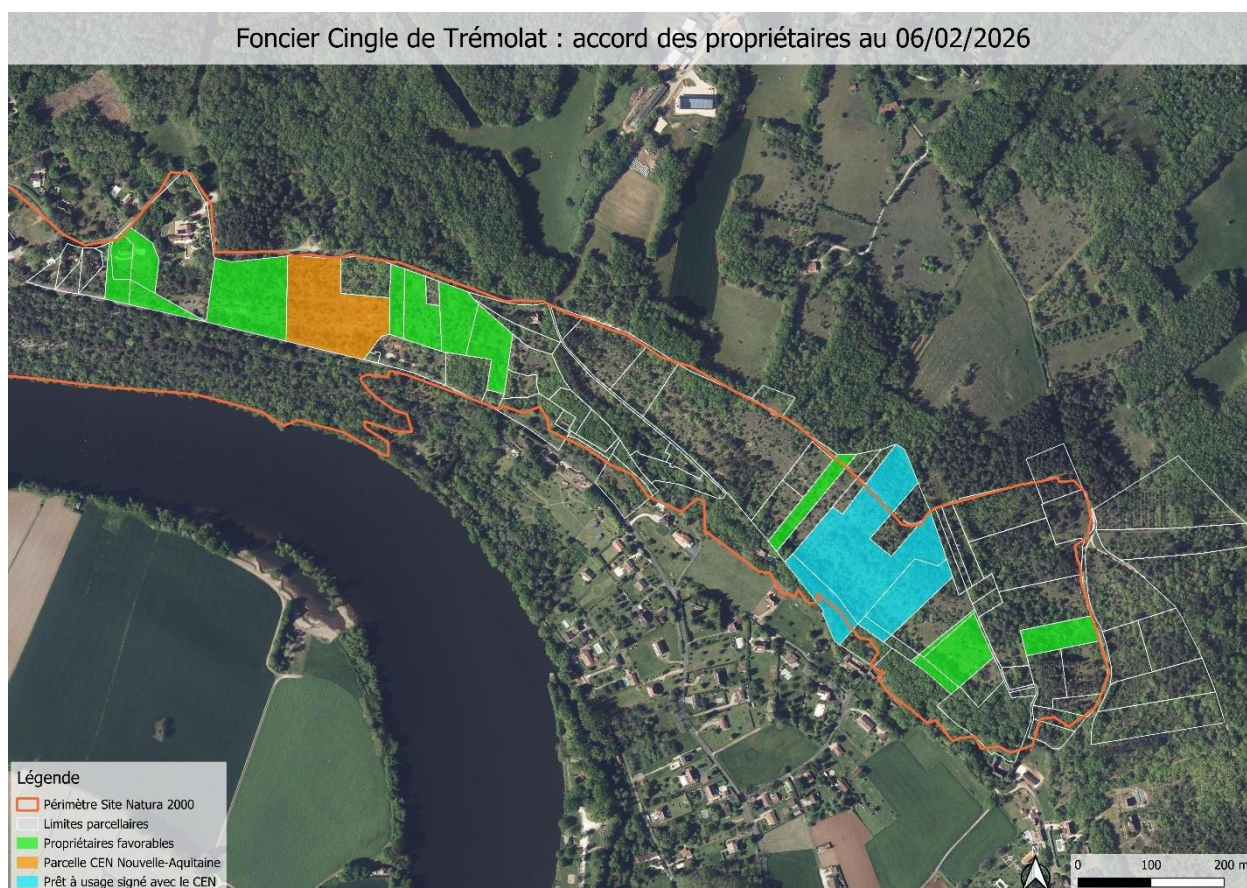 Foncier Cingle de Trémolat : accord des propriétaires au 06/02/2026
Légende
Périmètre Site Natura 2000
Limites parcellaires
Propriétaires favorables
Parcelle CEN Nouvelle-Aquitaine
Prêt à usage signé avec le CEN
0 100 200 m